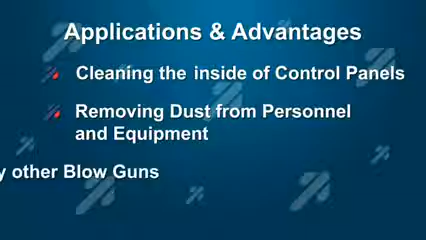 Applications & Advantages
Cleaning the inside of Control Panels
Removing Dust from Personnel
and Equipment
other Blow Guns